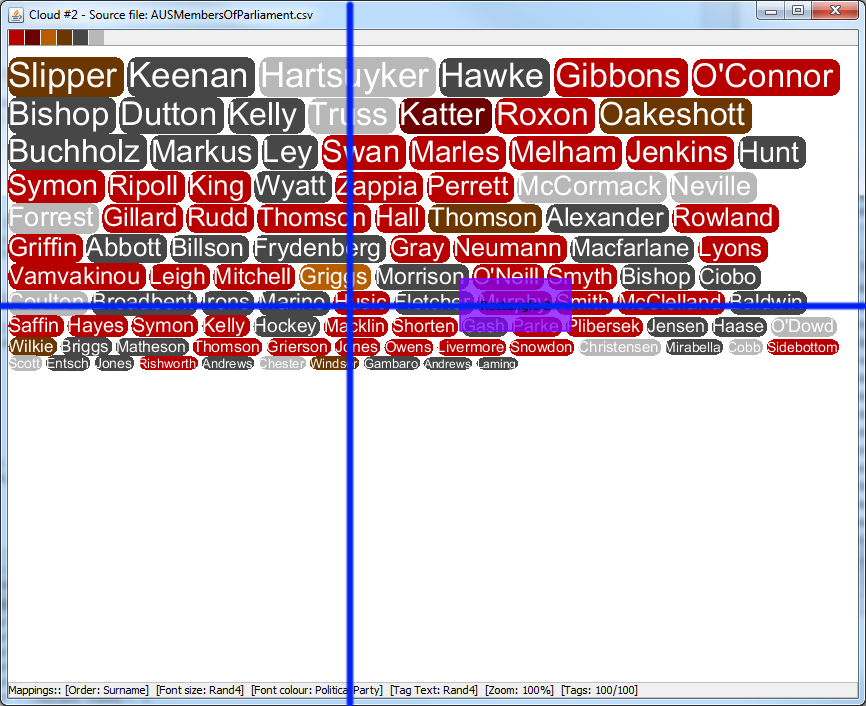 Cloud #2 - Source file: AUSMembersOfParliament.csv
Slipper Keenan Hartsuyker Hawke Gibbons O'Connor
Bishop Dutton Kelly Truss Katter Roxon Oakeshott
Buchholz Markus Ley Swan Marles Melham Jenkins Hunt
Symon Ripoll King Wyatt Zappia Perrett McCormack Neville
Forrest Gillard Rudd Thomson Hall Thomson Alexander Rowland
Griffin Abbott Billson Frydenberg Gray Neumann Macfarlane Lyons
Vamvakinou Leigh Mitchell Griggs Morrison O'Neill Smyth Bishop Ciobo
Coulton Broadbent Irons Marino Husic Fletcher Murphy Smith McClelland Baldwin
Saffin Hayes Symon Kelly Hockey Macklin Shorten Gash Parke Plibersek Jensen Haase O'Dowd
Wilkie Briggs Matheson Thomson Grierson Jones Owens Livermore Snowdon Christensen Mirabella Cobb Sidebottom
Scott Entsch Jones Rishworth Andrews Chester Windsor Gambaro Andrews Laming
Mappings:: [Order: Surname] [Font size: Rand4] [Font colour: Political Party] [Tag Text: Rand4] [Zoom: 100%] [Tags: 100/100]